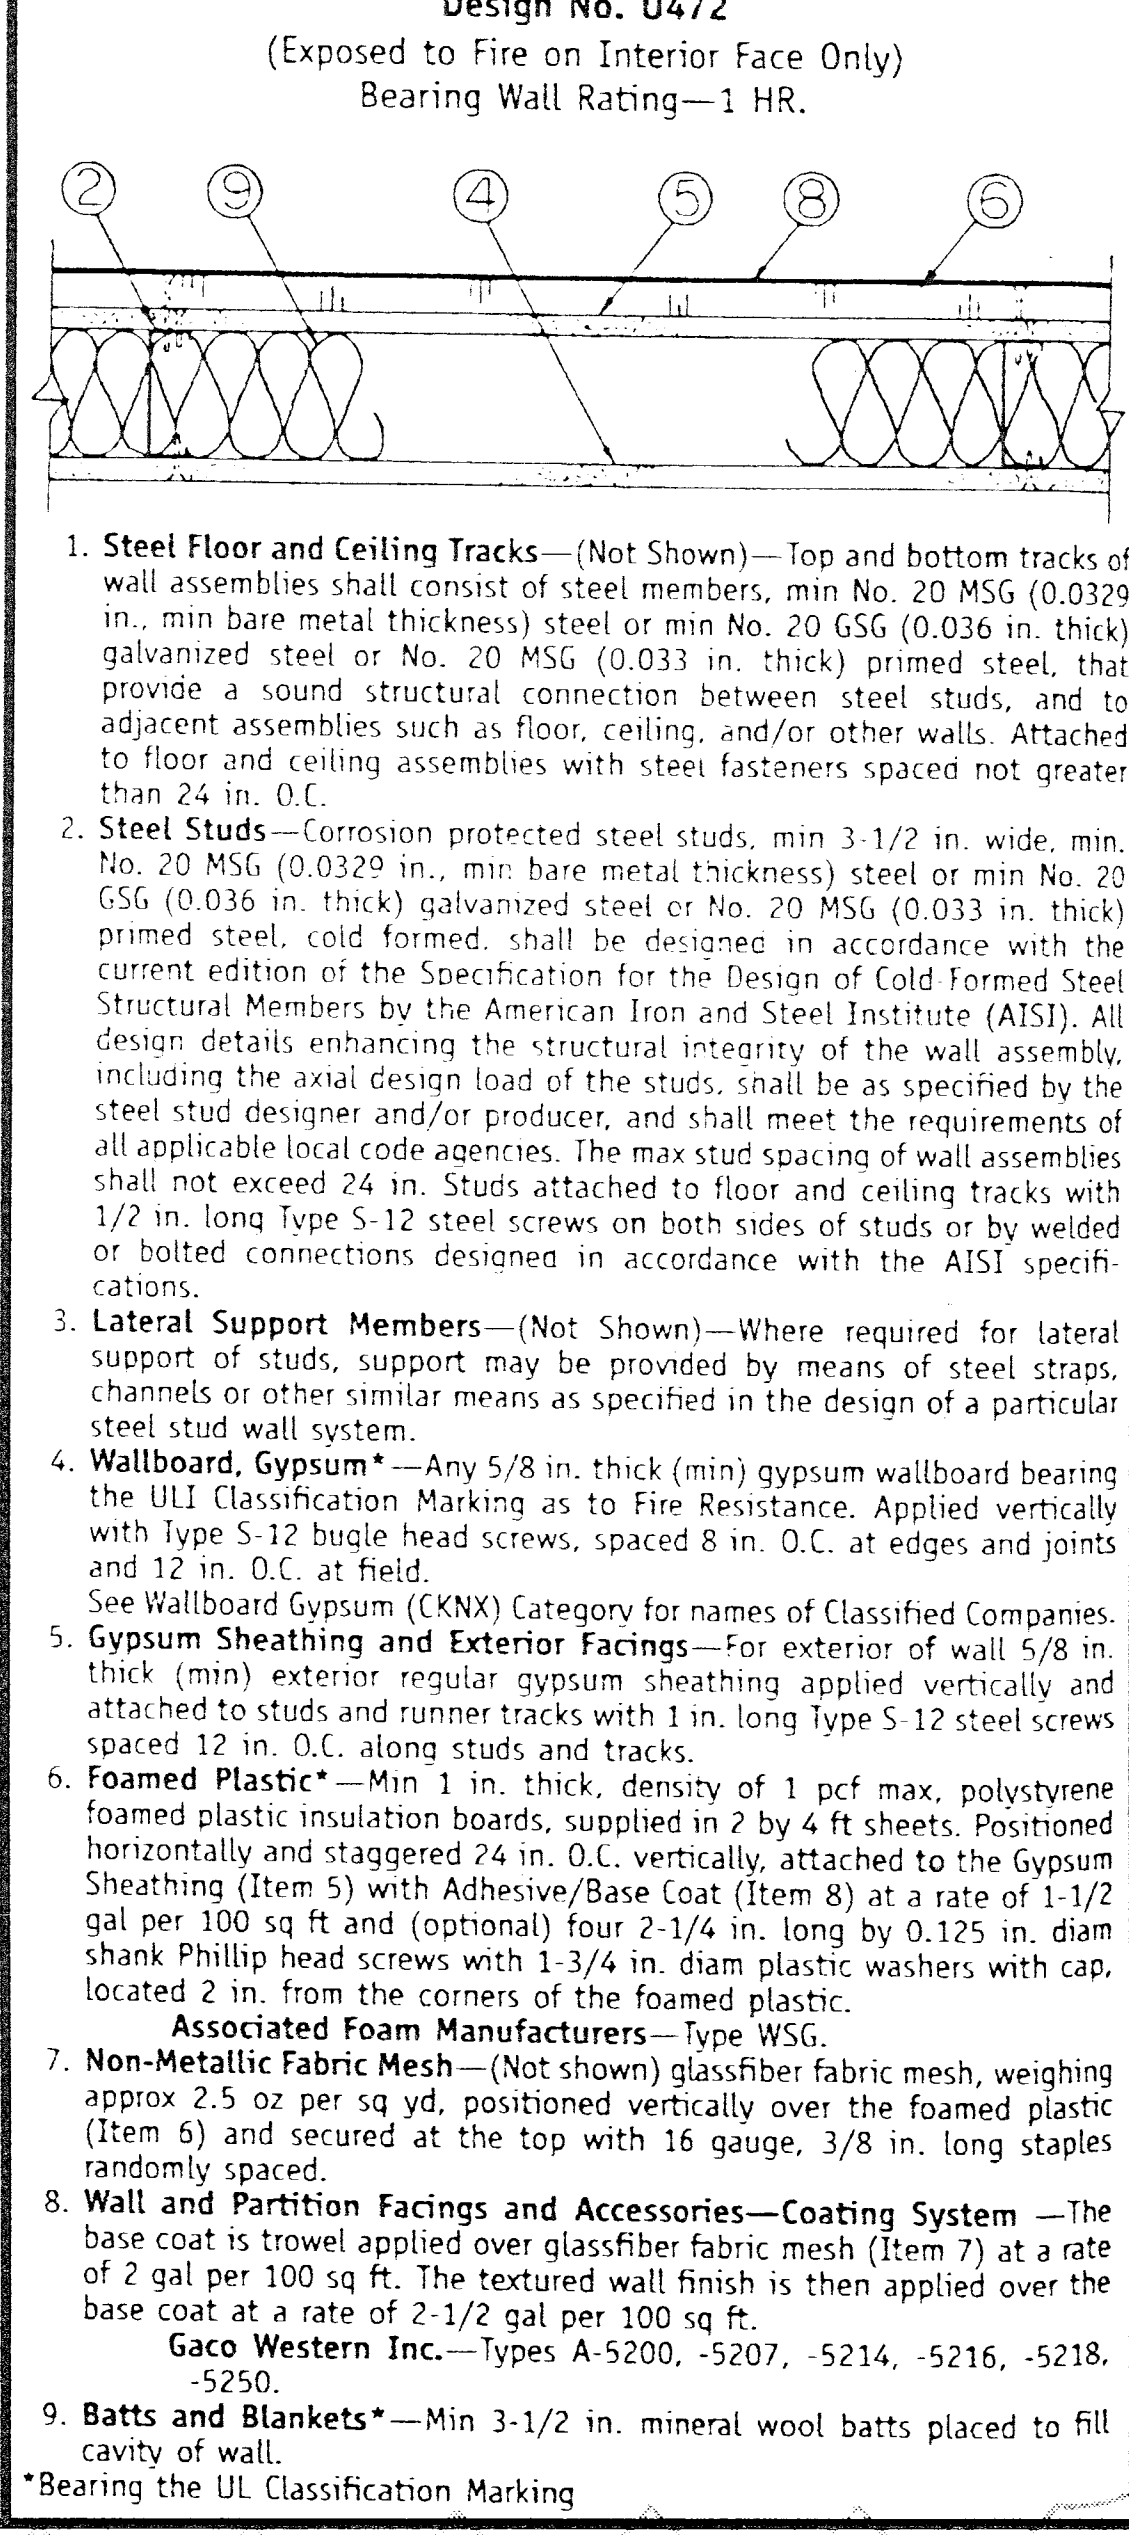 Design No. U472
(Exposed to Fire on Interior Face Only)
Bearing Wall Rating—1 HR.
2 9 4 5 8 6
1. Steel Floor and Ceiling Tracks—(Not Shown)—Top and bottom tracks of
wall assemblies shall consist of steel members, min No. 20 MSG (0.0329
in., min bare metal thickness) steel or min No. 20 GSG (0.036 in. thick)
galvanized steel or No. 20 MSG (0.033 in. thick) primed steel, that
provide a sound structural connection between steel studs, and to
adjacent assemblies such as floor, ceiling, and/or other walls. Attached
to floor and ceiling assemblies with steel fasteners spaced not greater
than 24 in. O.C.
2. Steel Studs—Corrosion protected steel studs, min 3-1/2 in. wide, min.
No. 20 MSG (0.0329 in., min bare metal thickness) steel or min No. 20
GSG (0.036 in. thick) galvanized steel or No. 20 MSG (0.033 in. thick)
primed steel, cold formed, shall be designed in accordance with the
current edition of the Specification for the Design of Cold-Formed Steel
Structural Members by the American Iron and Steel Institute (AISI). All
design details enhancing the structural integrity of the wall assembly,
including the axial design load of the studs, shall be as specified by the
steel stud designer and/or producer, and shall meet the requirements of
all applicable local code agencies. The max stud spacing of wall assemblies
shall not exceed 24 in. Studs attached to floor and ceiling tracks with
1/2 in. long Type S-12 steel screws on both sides of studs or by welded
or bolted connections designed in accordance with the AISI specifi-
cations.
3. Lateral Support Members—(Not Shown)—Where required for lateral
support of studs, support may be provided by means of steel straps,
channels or other similar means as specified in the design of a particular
steel stud wall system.
4. Wallboard, Gypsum*—Any 5/8 in. thick (min) gypsum wallboard bearing
the ULI Classification Marking as to Fire Resistance. Applied vertically
with Type S-12 bugle head screws, spaced 8 in. O.C. at edges and joints
and 12 in. O.C. at field.
See Wallboard Gypsum (CKNX) Category for names of Classified Companies.
5. Gypsum Sheathing and Exterior Facings—For exterior of wall 5/8 in.
thick (min) exterior regular gypsum sheathing applied vertically and
attached to studs and runner tracks with 1 in. long Type S-12 steel screws
spaced 12 in. O.C. along studs and tracks.
6. Foamed Plastic*—Min 1 in. thick, density of 1 pcf max, polystyrene
foamed plastic insulation boards, supplied in 2 by 4 ft sheets. Positioned
horizontally and staggered 24 in. O.C. vertically, attached to the Gypsum
Sheathing (Item 5) with Adhesive/Base Coat (Item 8) at a rate of 1-1/2
gal per 100 sq ft and (optional) four 2-1/4 in. long by 0.125 in. diam
shank Phillip head screws with 1-3/4 in. diam plastic washers with cap,
located 2 in. from the corners of the foamed plastic.
Associated Foam Manufacturers—Type WSG.
7. Non-Metallic Fabric Mesh—(Not shown) glassfiber fabric mesh, weighing
approx 2.5 oz per sq yd, positioned vertically over the foamed plastic
(Item 6) and secured at the top with 16 gauge, 3/8 in. long staples
randomly spaced.
8. Wall and Partition Facings and Accessories—Coating System —The
base coat is trowel applied over glassfiber fabric mesh (Item 7) at a rate
of 2 gal per 100 sq ft. The textured wall finish is then applied over the
base coat at a rate of 2-1/2 gal per 100 sq ft.
Gaco Western Inc.—Types A-5200, -5207, -5214, -5216, -5218,
-5250.
9. Batts and Blankets*—Min 3-1/2 in. mineral wool batts placed to fill
cavity of wall.
*Bearing the UL Classification Marking